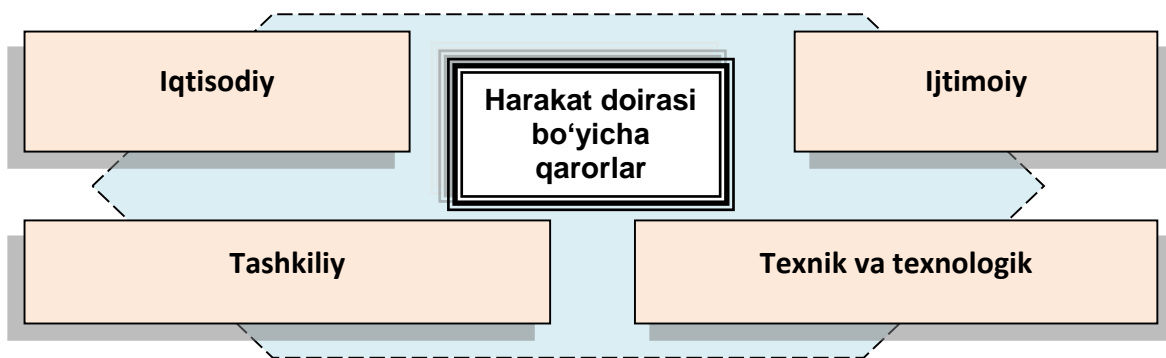 Iqtisodiy
Harakat doirasi
bo‘yicha
qarorlar
Ijtimoiy
Tashkiliy
Texnik va texnologik